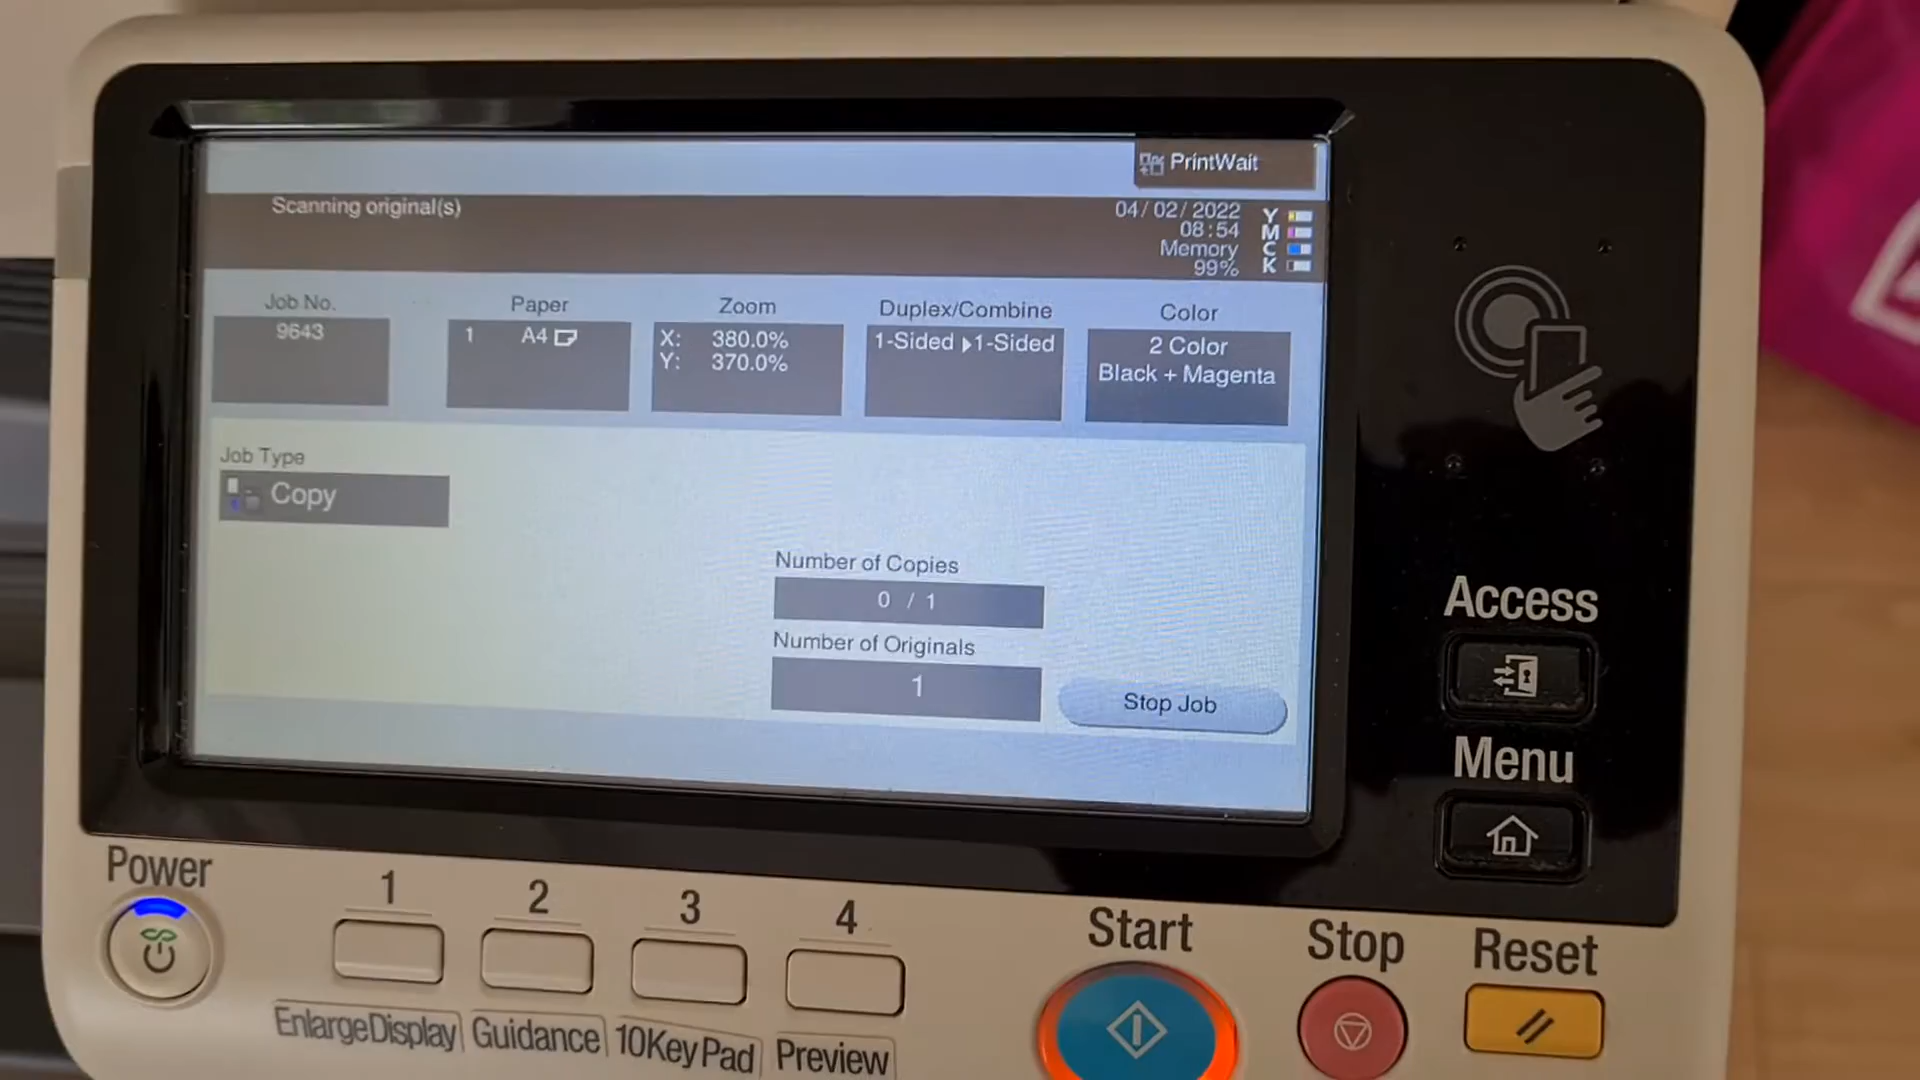 PrintWait
Scanning original(s)
04/02/2022
08:54
Memory
99%
Y
M
C
K
Job No.
9643
Paper
1 A4
Zoom
X: 380.0%
Y: 370.0%
Duplex/Combine
1-Sided ▸1-Sided
Color
2 Color
Black + Magenta
Job Type
Copy
Number of Copies
0 / 1
Number of Originals
1
Stop Job
Access
Menu
Power
1
2
3
4
EnlargeDisplay
Guidance
10KeyPad
Preview
Start
Stop
Reset